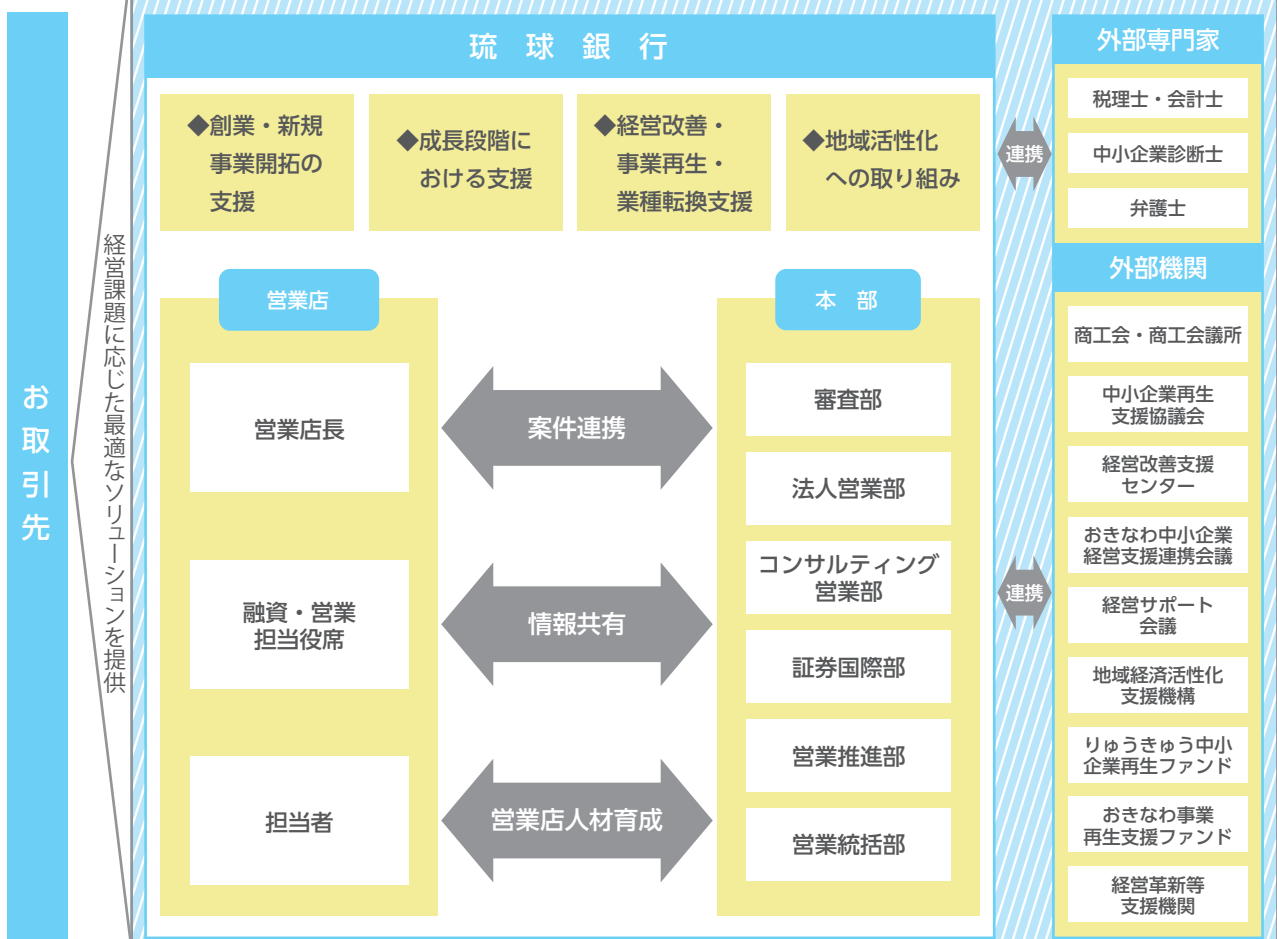 お取引先
経営課題に応じた最適なソリューションを提供
琉球銀行
◆創業・新規
事業開拓の
支援
◆成長段階に
おける支援
◆経営改善・
事業再生・
業種転換支援
◆地域活性化
への取り組み
営業店
営業店長
融資・営業
担当役席
担当者
案件連携
情報共有
営業店人材育成
本部
審査部
法人営業部
コンサルティング
営業部
証券国際部
営業推進部
営業統括部
連携
連携
外部専門家
税理士・会計士
中小企業診断士
弁護士
外部機関
商工会・商工会議所
中小企業再生
支援協議会
経営改善支援
センター
おきなわ中小企業
経営支援連携会議
経営サポート
会議
地域経済活性化
支援機構
りゅうきゅう中小
企業再生ファンド
おきなわ事業
再生支援ファンド
経営革新等
支援機関